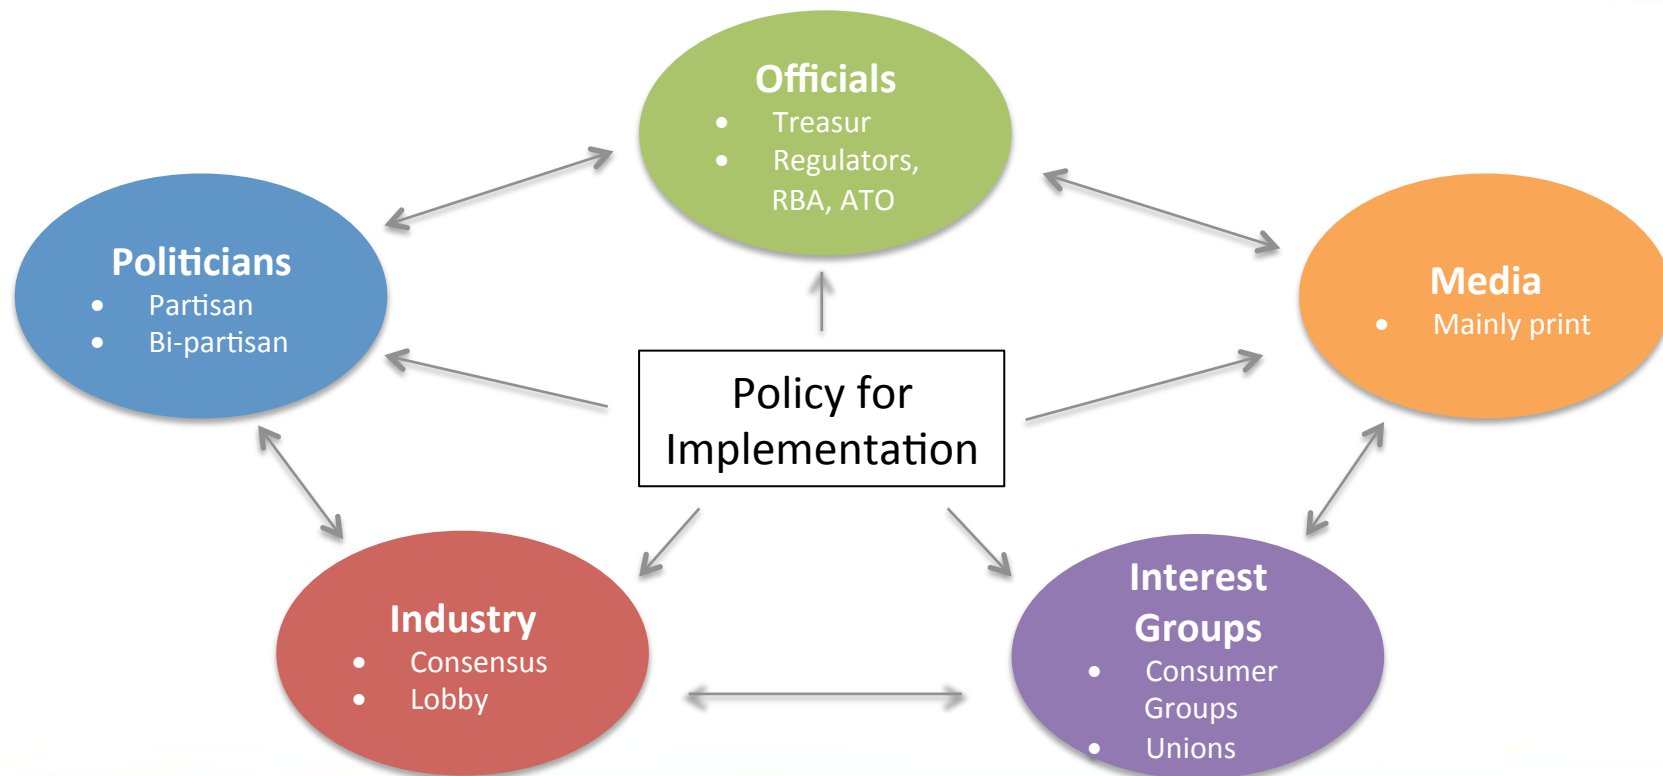 Officials
• Treasur
• Regulators,
RBA, ATO
Politicians
• Partisan
• Bi-partisan
Media
• Mainly print
Policy for
Implementation
Industry
• Consensus
• Lobby
Interest
Groups
• Consumer
Groups
• Unions